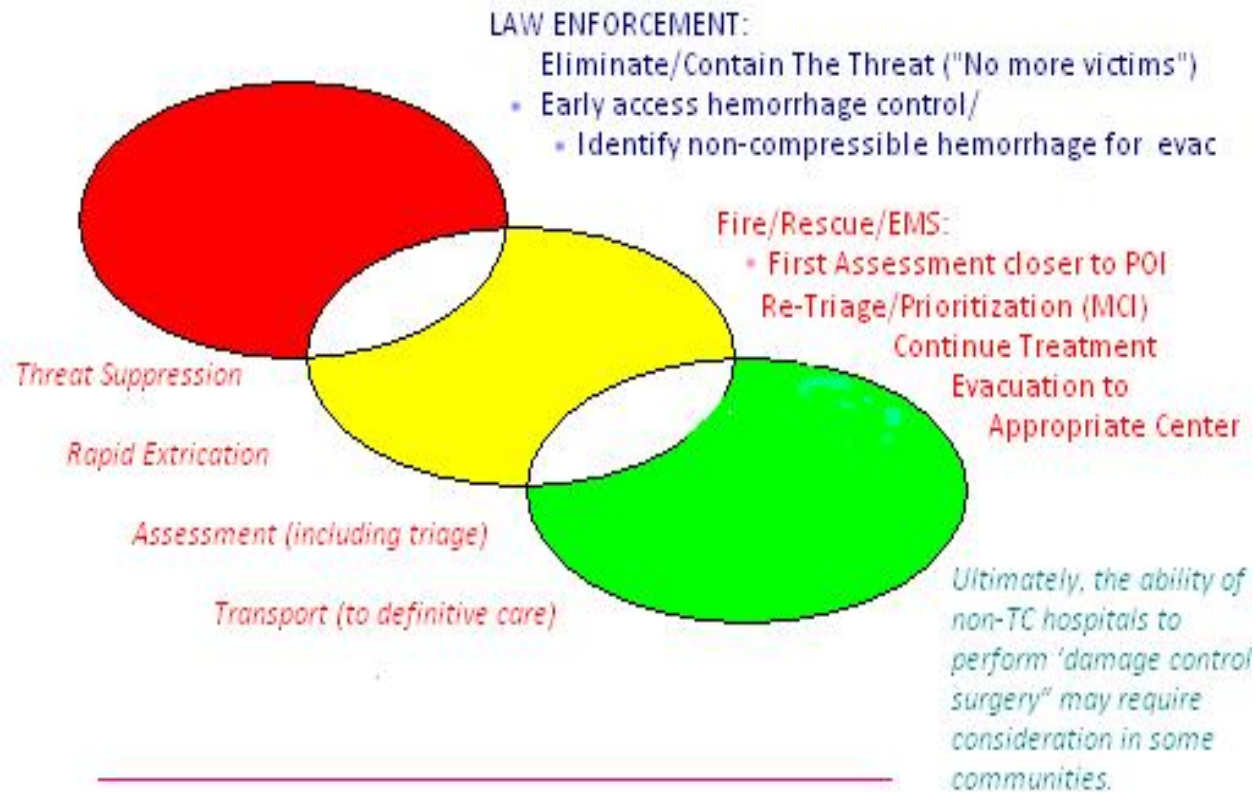 LAW ENFORCEMENT:
Eliminate/Contain The Threat ("No more victims")
• Early access hemorrhage control/
• Identify non-compressible hemorrhage for evac
Fire/Rescue/EMS:
• First Assessment closer to POI
Re-Triage/Prioritization (MCI)
Continue Treatment
Evacuation to
Appropriate Center
Threat Suppression
Rapid Extrication
Assessment (including triage)
Transport (to definitive care)
Ultimately, the ability of
non-TC hospitals to
perform 'damage control
surgery" may require
consideration in some
communities.